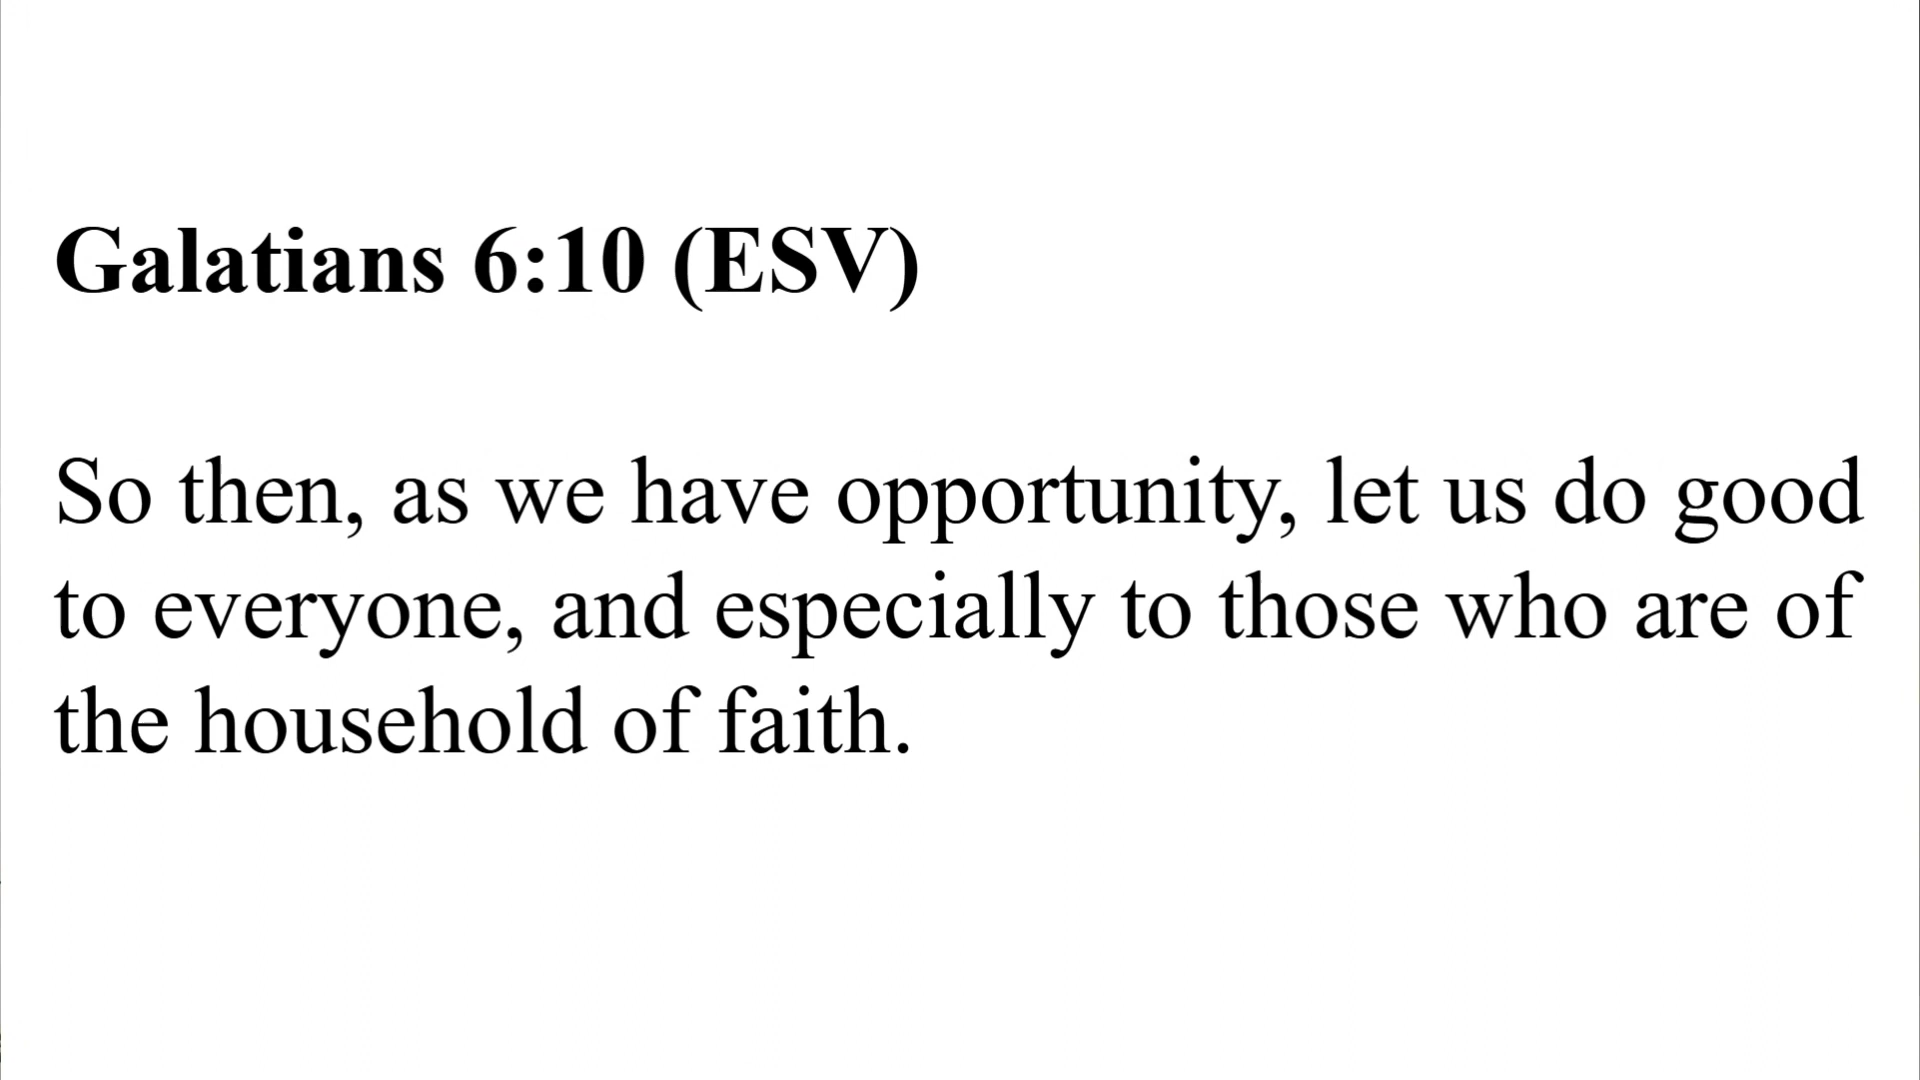 Galatians 6:10 (ESV)
So then, as we have opportunity, let us do good
to everyone, and especially to those who are of
the household of faith.